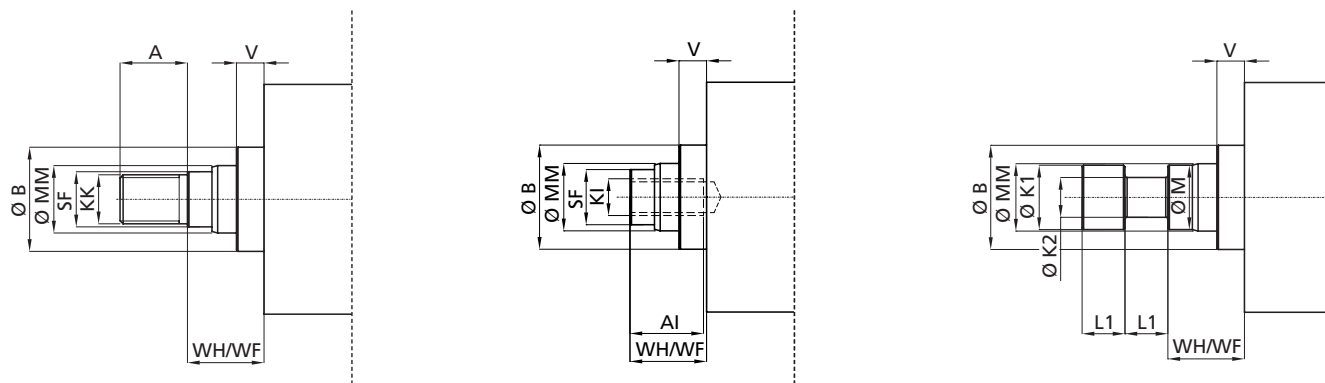 A
V
Ø B
Ø MM
SF
KK
WH/WF
V
Ø B
Ø MM
SF
KI
AI
WH/WF
V
Ø B
Ø MM
Ø K1
Ø K2
Ø M
L1
L1
WH/WF